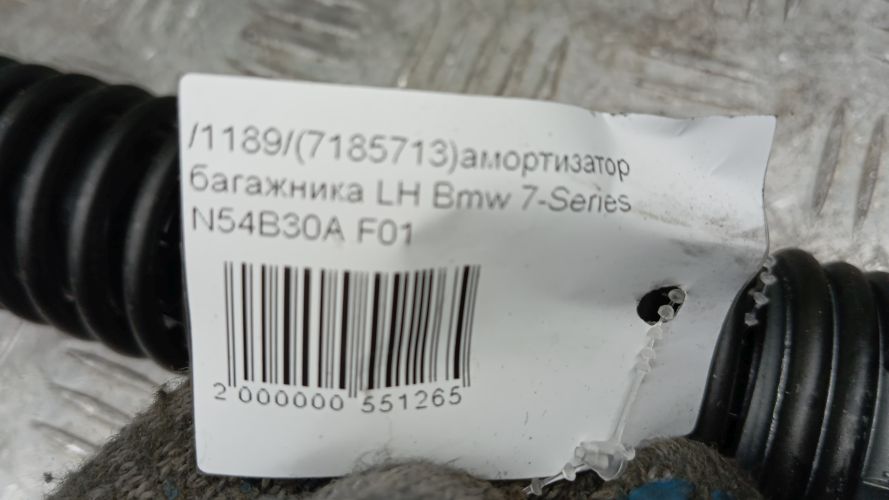 /1189/(7185713)амортизатор
багажника LH Bmw 7-Series
N54B30A F01
2 000000 551265